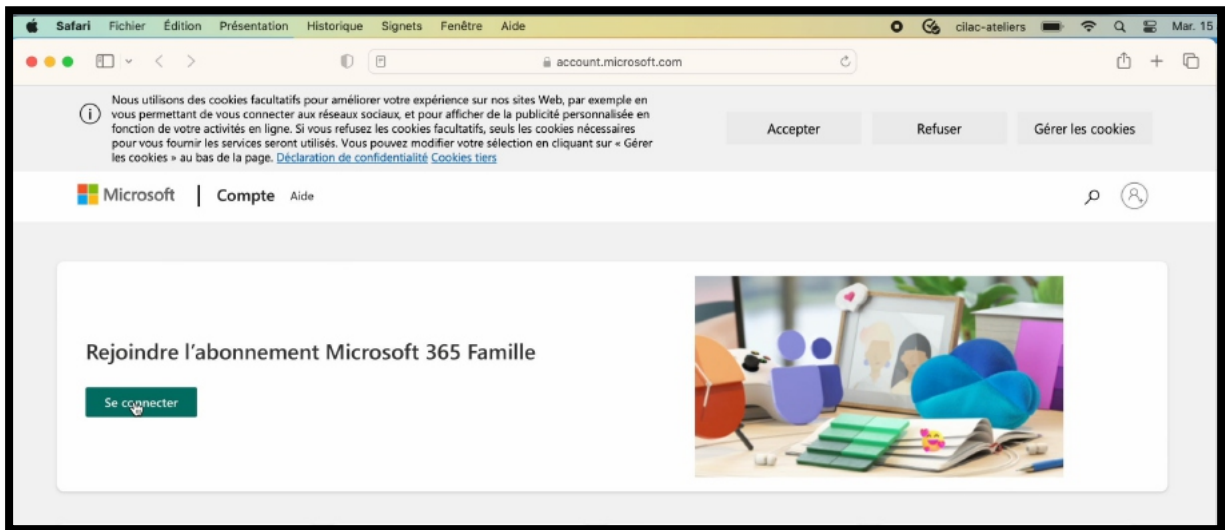 Safari Fichier Édition Présentation Historique Signets Fenêtre Aide cilac-ateliers Mar. 15
account.microsoft.com
Nous utilisons des cookies facultatifs pour améliorer votre expérience sur nos sites Web, par exemple en
vous permettant de vous connecter aux réseaux sociaux, et pour afficher de la publicité personnalisée en
fonction de votre activités en ligne. Si vous refusez les cookies facultatifs, seuls les cookies nécessaires
pour vous fournir les services seront utilisés. Vous pouvez modifier votre sélection en cliquant sur « Gérer
les cookies » au bas de la page. Déclaration de confidentialité Cookies tiers
Accepter Refuser Gérer les cookies
Microsoft Compte Aide
Rejoindre l'abonnement Microsoft 365 Famille
Se connecter